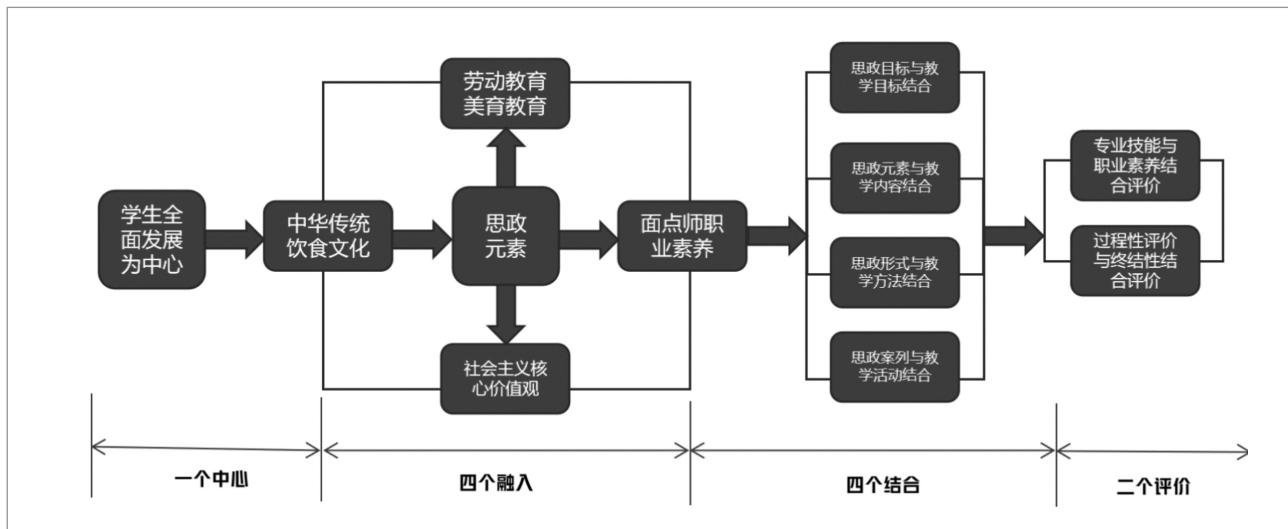 学生全
面发展
为中心
中华传统
饮食文化
劳动教育
美育教育
思政
元素
社会主义核
心价值观
面点师职
业素养
思政目标与教
学目标结合
思政元素与教
学内容结合
思政形式与教
学方法结合
思政案列与教
学活动结合
专业技能与
职业素养结
合评价
过程性评价
与终结性结
合评价
一个中心
四个融入
四个结合
二个评价